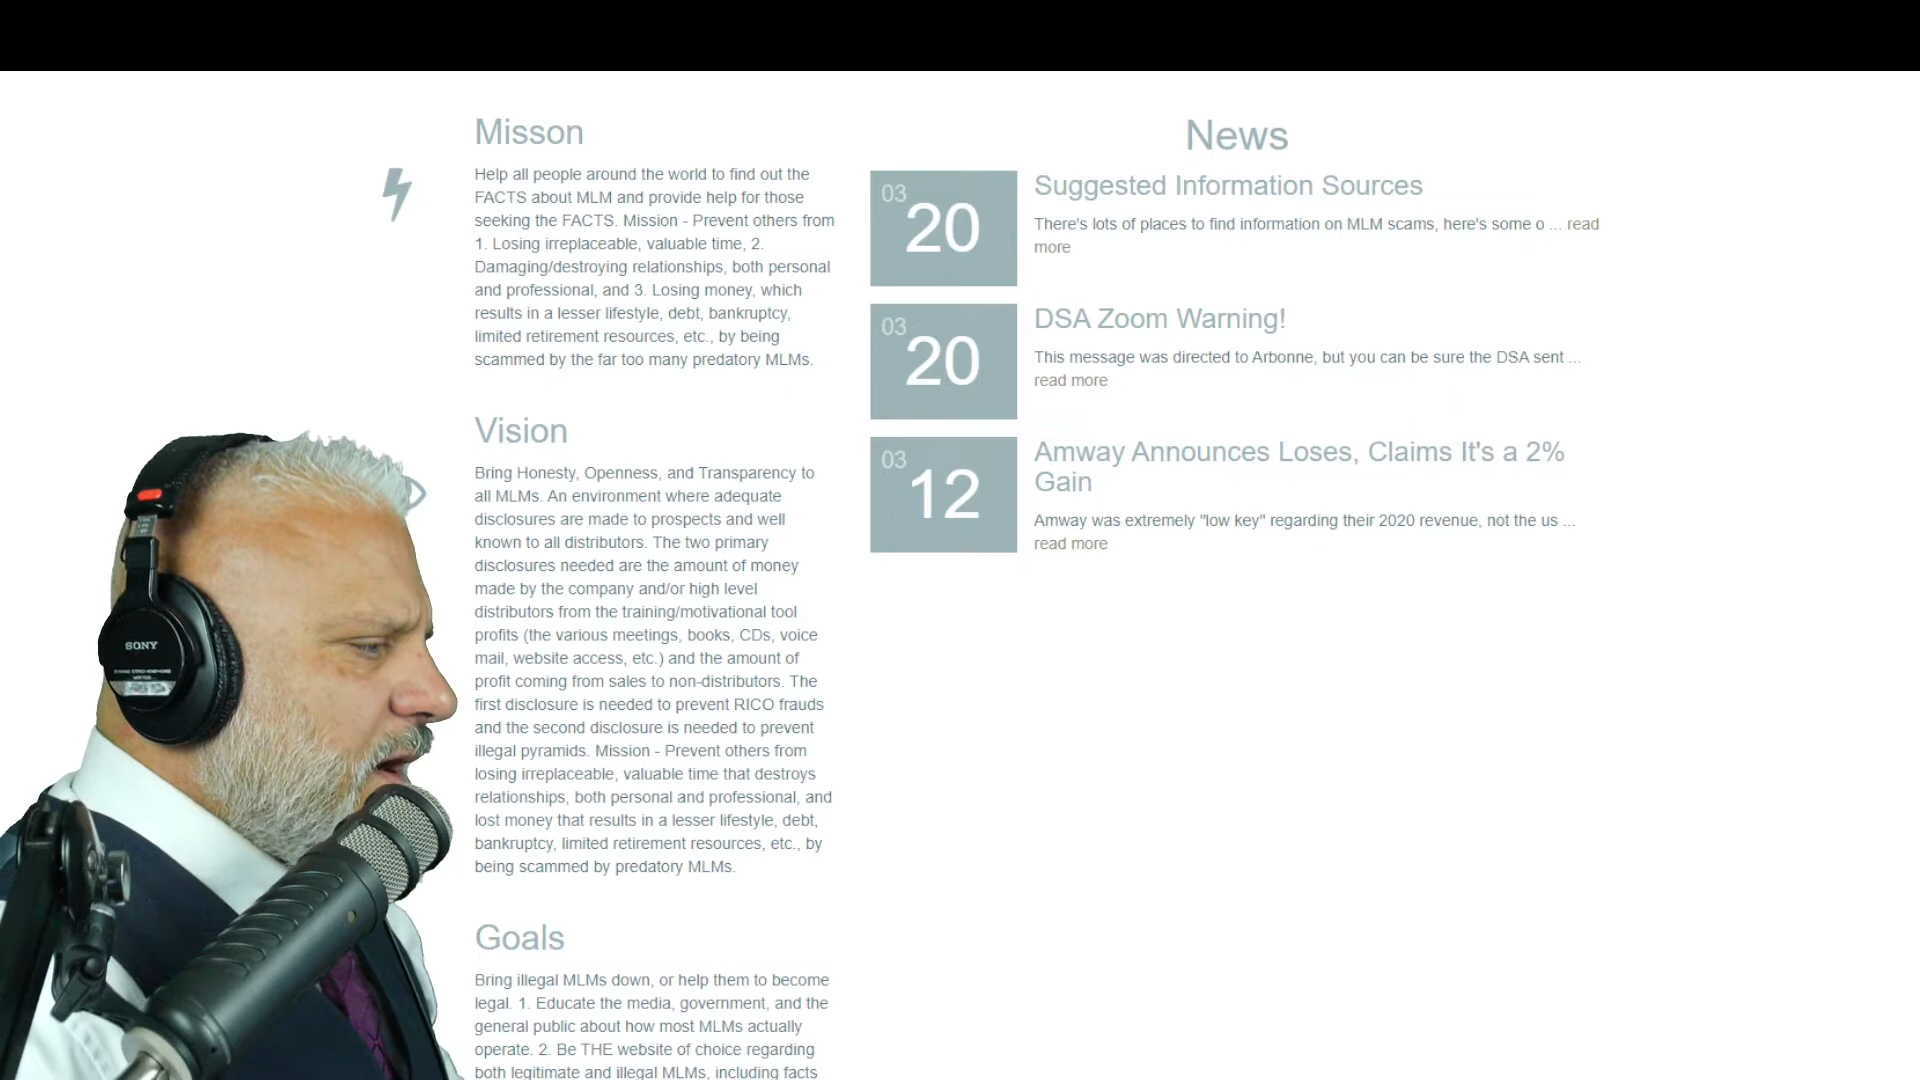 Misson
Help all people around the world to find out the
FACTS about MLM and provide help for those
seeking the FACTS. Mission - Prevent others from
1. Losing irreplaceable, valuable time, 2.
Damaging/destroying relationships, both personal
and professional, and 3. Losing money, which
results in a lesser lifestyle, debt, bankruptcy,
limited retirement resources, etc., by being
scammed by the far too many predatory MLMs.
Vision
Bring Honesty, Openness, and Transparency to
all MLMs. An environment where adequate
disclosures are made to prospects and well
known to all distributors. The two primary
disclosures needed are the amount of money
made by the company and/or high level
distributors from the training/motivational tool
profits (the various meetings, books, CDs, voice
mail, website access, etc.) and the amount of
profit coming from sales to non-distributors. The
first disclosure is needed to prevent RICO frauds
and the second disclosure is needed to prevent
illegal pyramids. Mission - Prevent others from
losing irreplaceable, valuable time that destroys
relationships, both personal and professional, and
lost money that results in a lesser lifestyle, debt,
bankruptcy, limited retirement resources, etc., by
being scammed by predatory MLMs.
Goals
Bring illegal MLMs down, or help them to become
legal. 1. Educate the media, government, and the
general public about how most MLMs actually
operate. 2. Be THE website of choice regarding
both legitimate and illegal MLMs, including facts
News
03
20
Suggested Information Sources
There's lots of places to find information on MLM scams, here's some o ... read
more
03
20
DSA Zoom Warning!
This message was directed to Arbonne, but you can be sure the DSA sent ...
read more
03
12
Amway Announces Loses, Claims It's a 2%
Gain
Amway was extremely "low key" regarding their 2020 revenue, not the us ...
read more
SONY